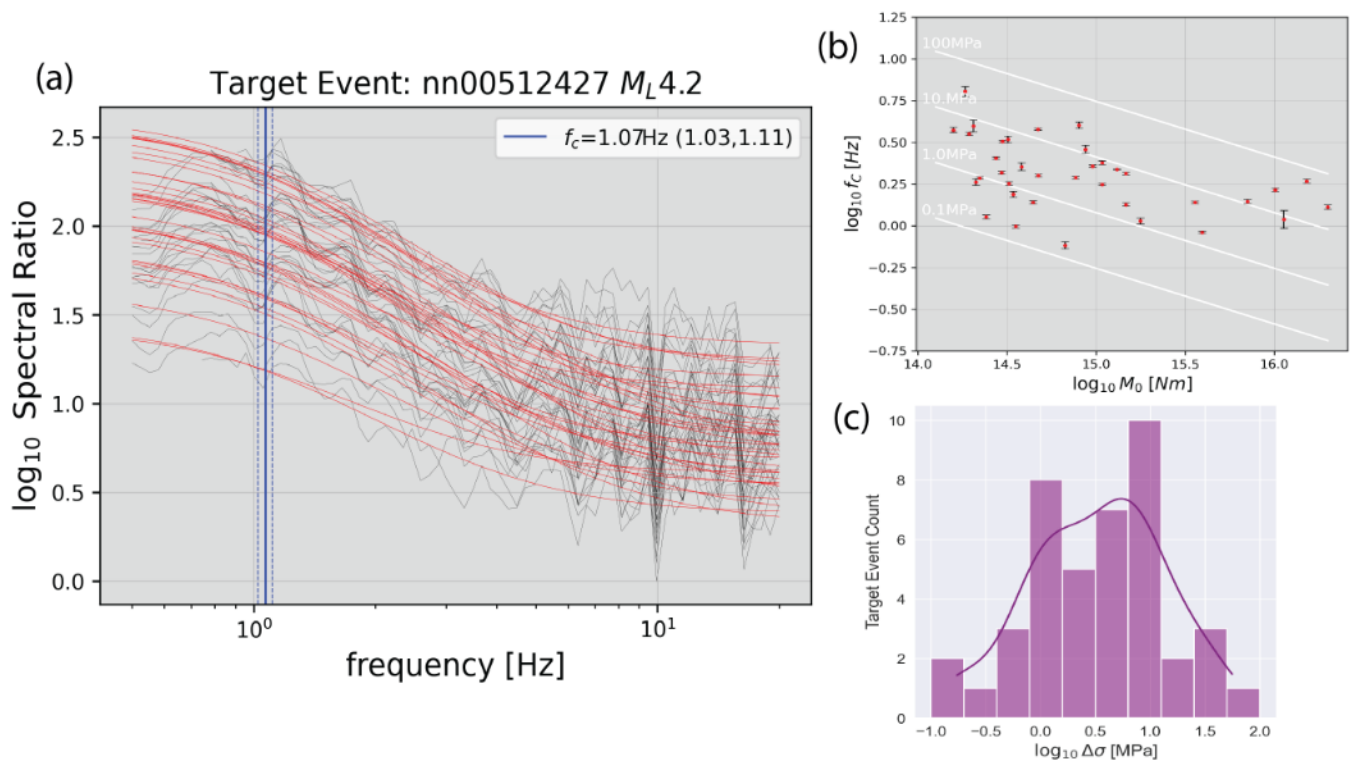 (a)
Target Event: nn00512427 M_L4.2
f_c=1.07Hz (1.03,1.11)
log₁₀ Spectral Ratio
2.5
2.0
1.5
1.0
0.5
0.0
10⁰
10¹
frequency [Hz]
(b)
log₁₀ f_C [Hz]
1.25
1.00
0.75
0.50
0.25
0.00
−0.25
−0.50
−0.75
100MPa
10.MPa
1.0MPa
0.1MPa
14.0
14.5
15.0
15.5
16.0
log₁₀ M₀ [Nm]
(c)
Target Event Count
10
8
6
4
2
0
−1.0
−0.5
0.0
0.5
1.0
1.5
2.0
log₁₀ Δσ [MPa]